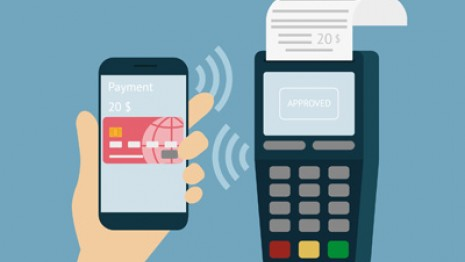 Payment
20 $
20 $
APPROVED